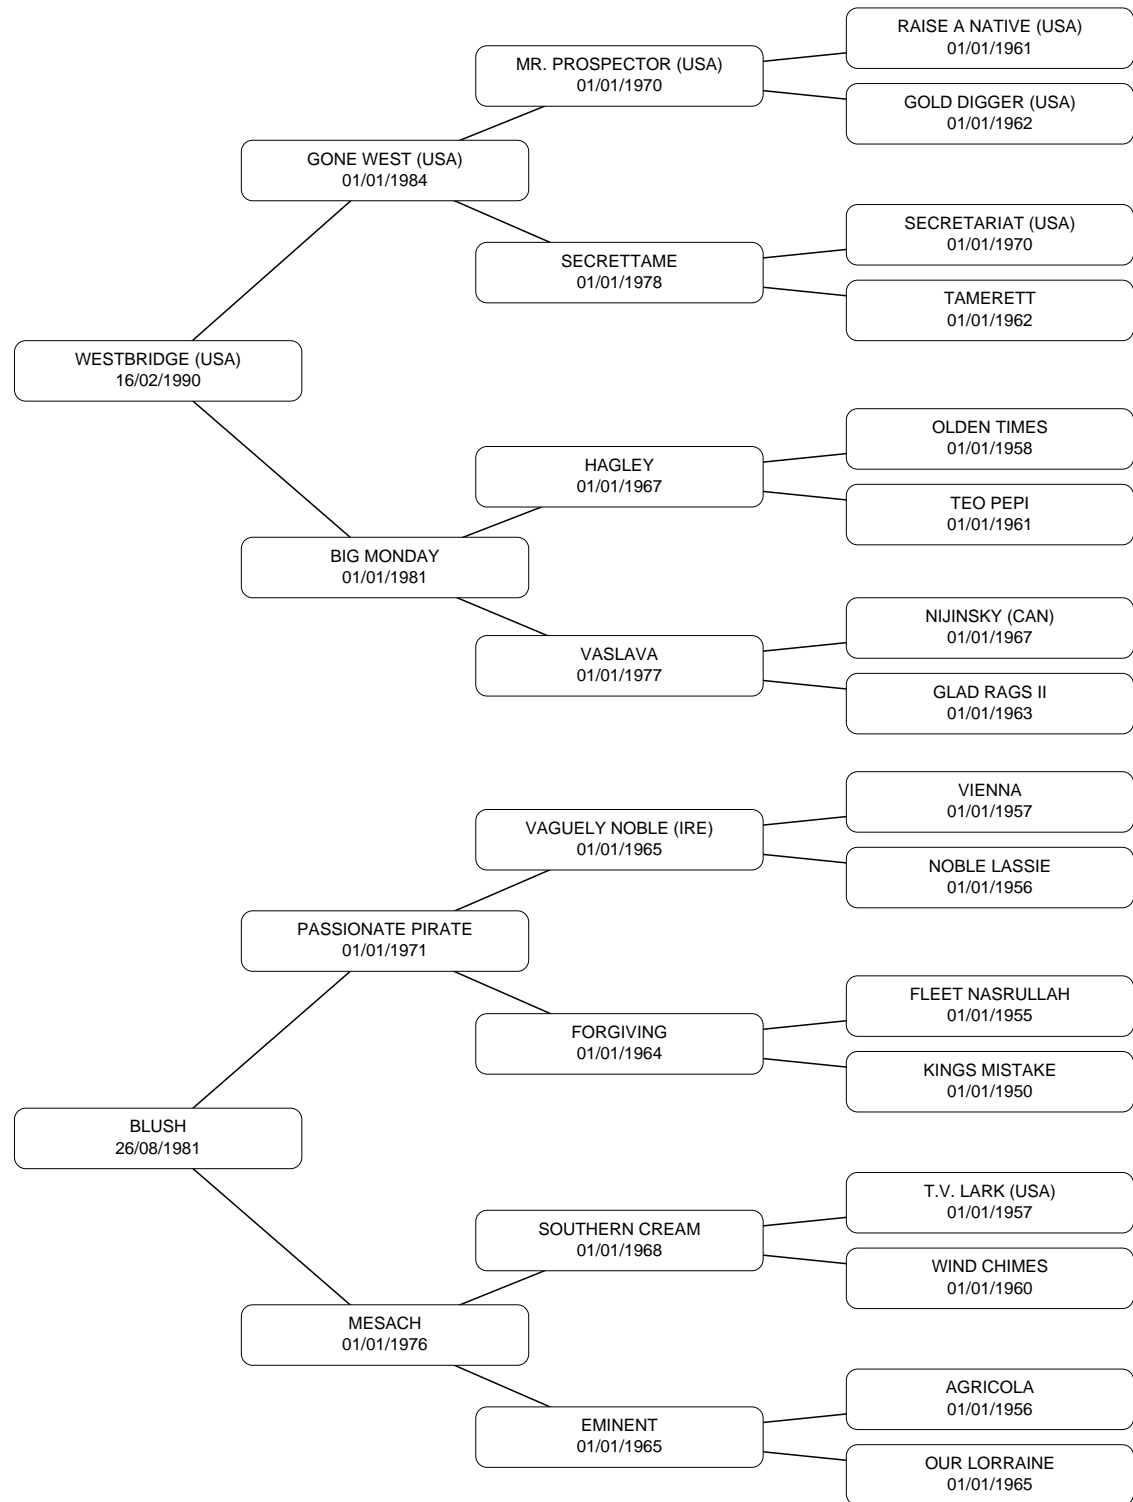 RAISE A NATIVE (USA)
01/01/1961
MR. PROSPECTOR (USA)
01/01/1970
GOLD DIGGER (USA)
01/01/1962
GONE WEST (USA)
01/01/1984
SECRETARIAT (USA)
01/01/1970
SECRETTAME
01/01/1978
TAMERETT
01/01/1962
WESTBRIDGE (USA)
16/02/1990
OLDEN TIMES
01/01/1958
HAGLEY
01/01/1967
TEO PEPI
01/01/1961
BIG MONDAY
01/01/1981
NIJINSKY (CAN)
01/01/1967
VASLAVA
01/01/1977
GLAD RAGS II
01/01/1963
VIENNA
01/01/1957
VAGUELY NOBLE (IRE)
01/01/1965
NOBLE LASSIE
01/01/1956
PASSIONATE PIRATE
01/01/1971
FLEET NASRULLAH
01/01/1955
FORGIVING
01/01/1964
KINGS MISTAKE
01/01/1950
BLUSH
26/08/1981
T.V. LARK (USA)
01/01/1957
SOUTHERN CREAM
01/01/1968
WIND CHIMES
01/01/1960
MESACH
01/01/1976
AGRICOLA
01/01/1956
EMINENT
01/01/1965
OUR LORRAINE
01/01/1965